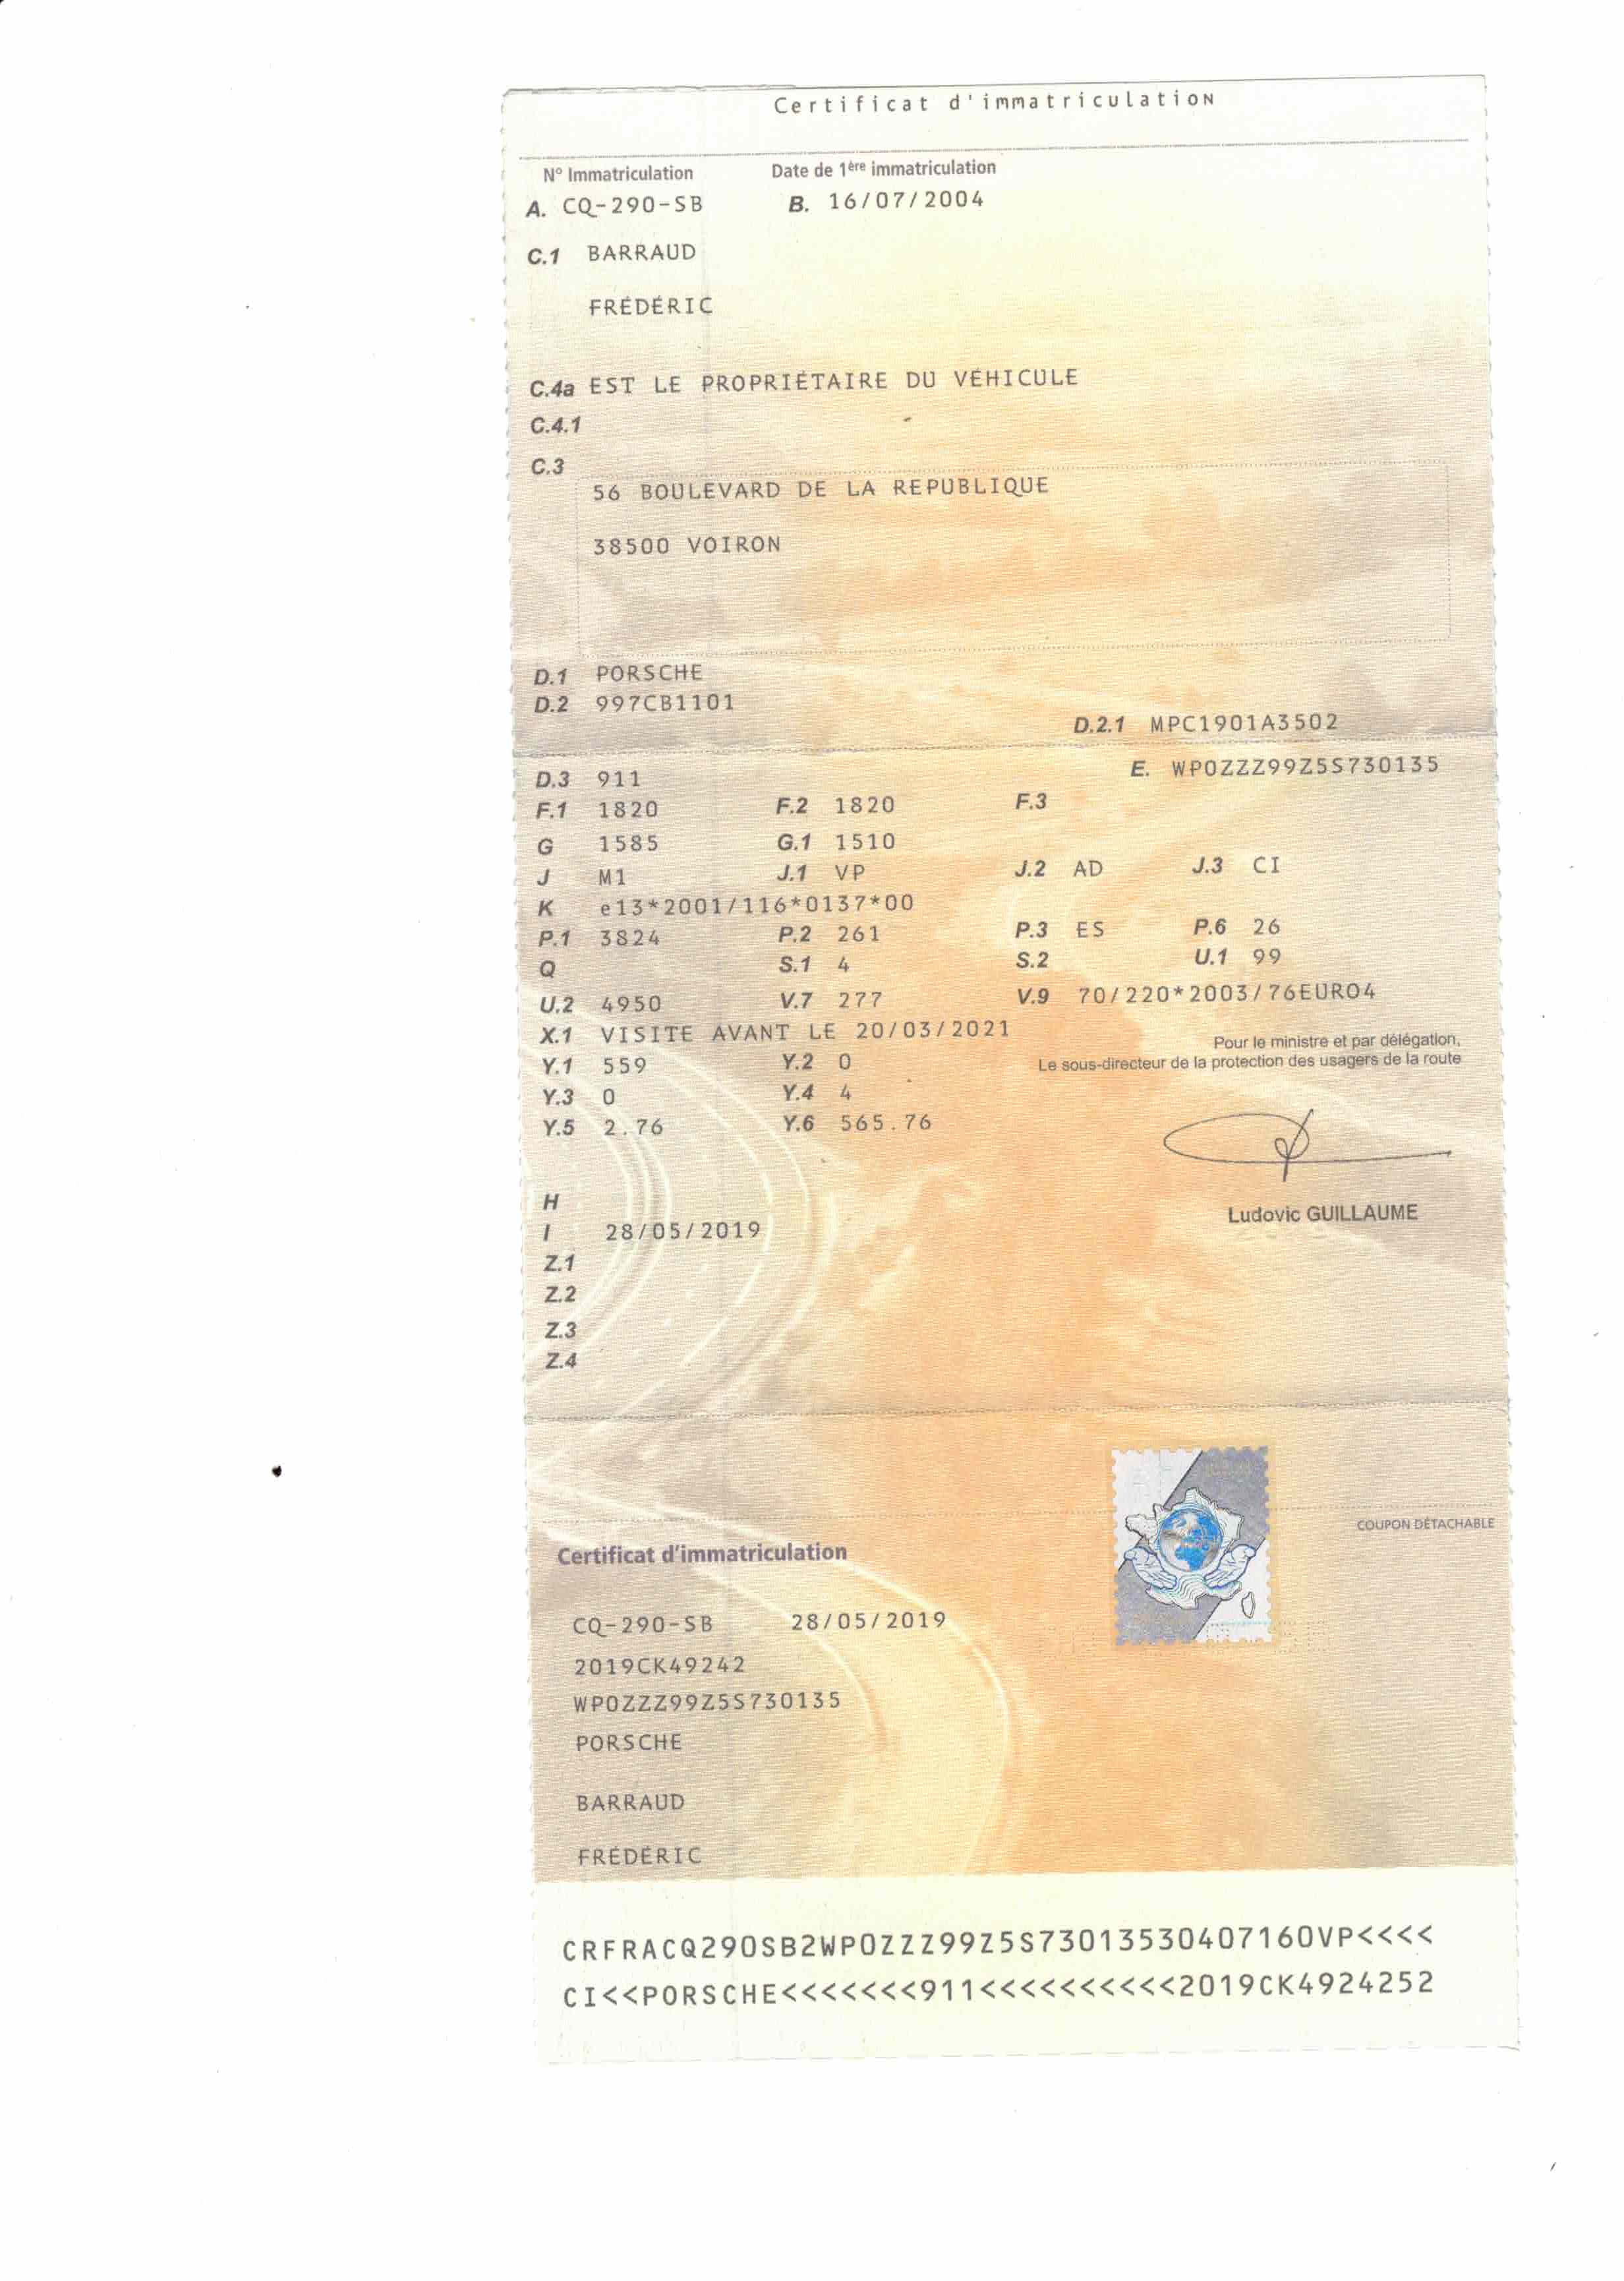 Certificat d'immatriculation
N° Immatriculation Date de 1ère immatriculation
A. CQ-290-SB B. 16/07/2004
C.1 BARRAUD
FRÉDÉRIC
C.4a EST LE PROPRIÉTAIRE DU VÉHICULE
C.4.1
C.3
56 BOULEVARD DE LA REPUBLIQUE
38500 VOIRON
D.1 PORSCHE
D.2 997CB1101
D.2.1 MPC1901A3502
D.3 911 E. WP0ZZZ99Z5S730135
F.1 1820 F.2 1820 F.3
G 1585 G.1 1510
J M1 J.1 VP J.2 AD J.3 CI
K e13*2001/116*0137*00
P.1 3824 P.2 261 P.3 ES P.6 26
Q S.1 4 S.2 U.1 99
U.2 4950 V.7 277 V.9 70/220*2003/76EURO4
X.1 VISITE AVANT LE 20/03/2021
Pour le ministre et par délégation,
Y.1 559 Y.2 0 Le sous-directeur de la protection des usagers de la route
Y.3 0 Y.4 4
Y.5 2.76 Y.6 565.76
H
Ludovic GUILLAUME
I 28/05/2019
Z.1
Z.2
Z.3
Z.4
COUPON DÉTACHABLE
Certificat d'immatriculation
CQ-290-SB 28/05/2019
2019CK49242
WP0ZZZ99Z5S730135
PORSCHE
BARRAUD
FRÉDÉRIC
CRFRACQ290SB2WP0ZZZ99Z5S73013530407160VP<<<<
CI<<PORSCHE<<<<<<<911<<<<<<<<<<2019CK4924252